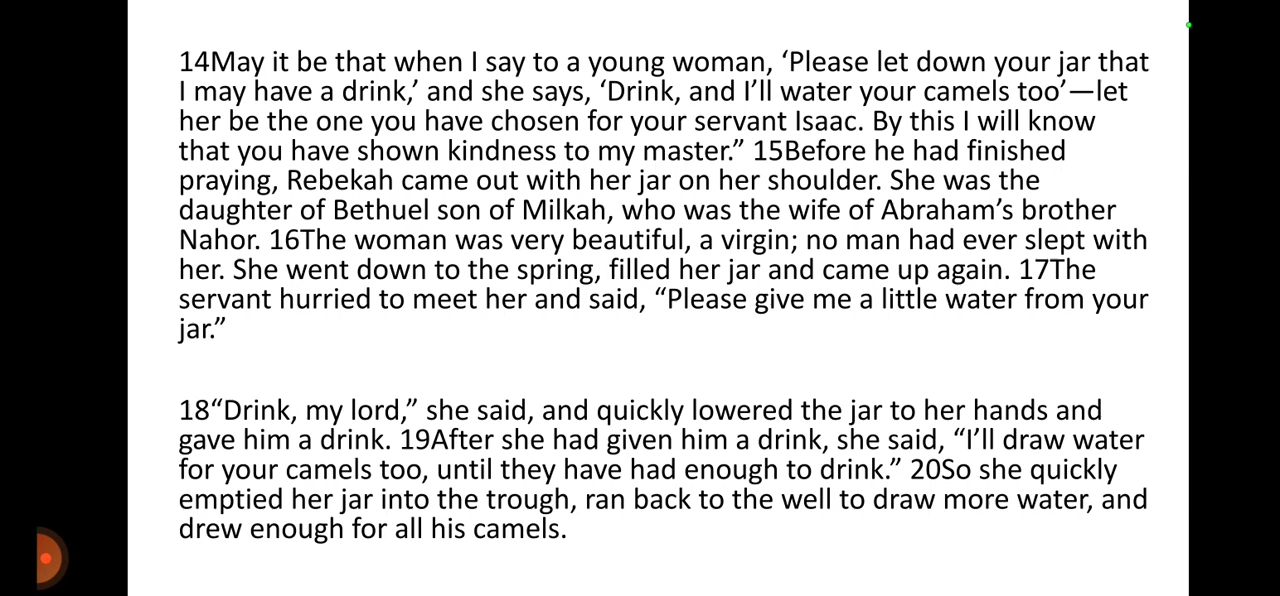 14May it be that when I say to a young woman, ‘Please let down your jar that
I may have a drink,’ and she says, ‘Drink, and I’ll water your camels too’—let
her be the one you have chosen for your servant Isaac. By this I will know
that you have shown kindness to my master.” 15Before he had finished
praying, Rebekah came out with her jar on her shoulder. She was the
daughter of Bethuel son of Milkah, who was the wife of Abraham’s brother
Nahor. 16The woman was very beautiful, a virgin; no man had ever slept with
her. She went down to the spring, filled her jar and came up again. 17The
servant hurried to meet her and said, “Please give me a little water from your
jar.”
18“Drink, my lord,” she said, and quickly lowered the jar to her hands and
gave him a drink. 19After she had given him a drink, she said, “I’ll draw water
for your camels too, until they have had enough to drink.” 20So she quickly
emptied her jar into the trough, ran back to the well to draw more water, and
drew enough for all his camels.